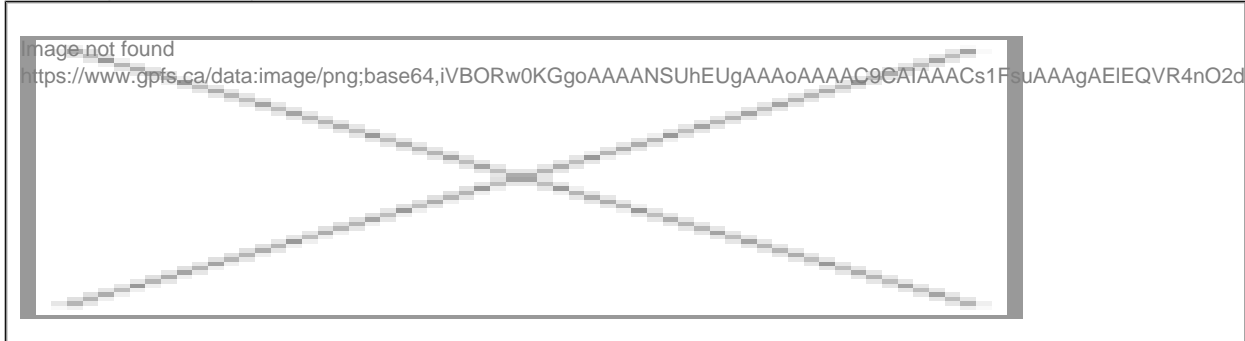 Image not found
https://www.gpfs.ca/data:image/png;base64,iVBORw0KGgoAAAANSUhEUgAAAoAAAAC9CAIAAACs1FsuAAAgAElEQVR4nO2d